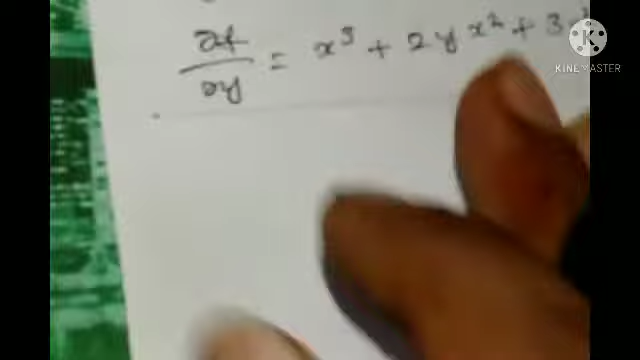 ∂f/∂y = x³ + 2yx² + 3
KINEMASTER